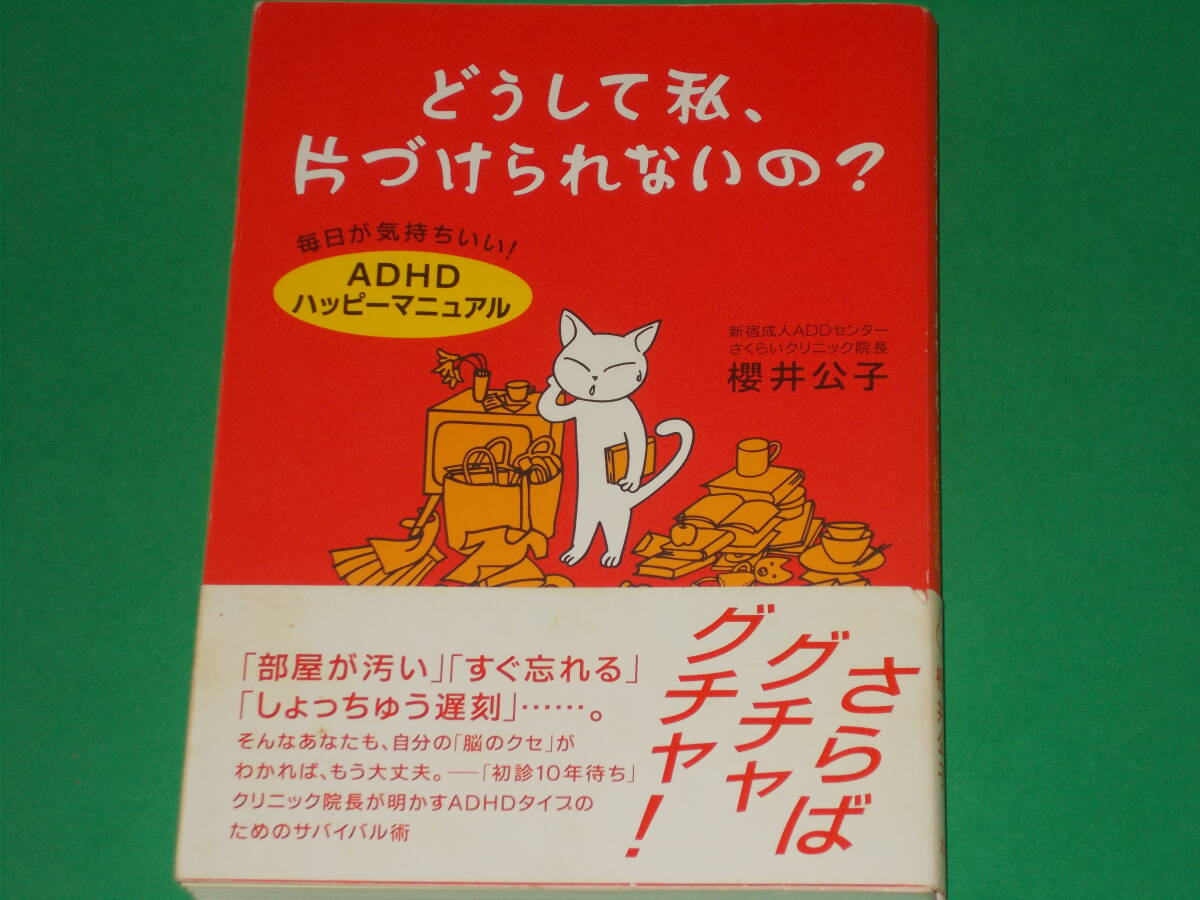 どうして私、
片づけられないの？
毎日が気持ちいい！
ADHD
ハッピーマニュアル
新宿成人ADDセンター
さくらいクリニック院長
櫻井公子
さらば
グチャ
グチャ！
「部屋が汚い」「すぐ忘れる」
「しょっちゅう遅刻」……。
そんなあなたも、自分の「脳のクセ」が
わかれば、もう大丈夫。——「初診10年待ち」
クリニック院長が明かすADHDタイプの
ためのサバイバル術